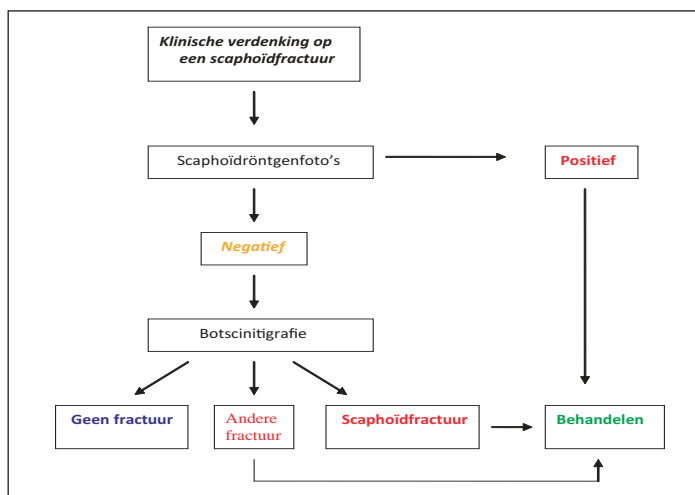 Klinische verdenking op
een scaphoïdfractuur
Scaphoïdröntgenfoto's
Positief
Negatief
Botscinitigrafie
Geen fractuur
Andere
fractuur
Scaphoïdfractuur
Behandelen